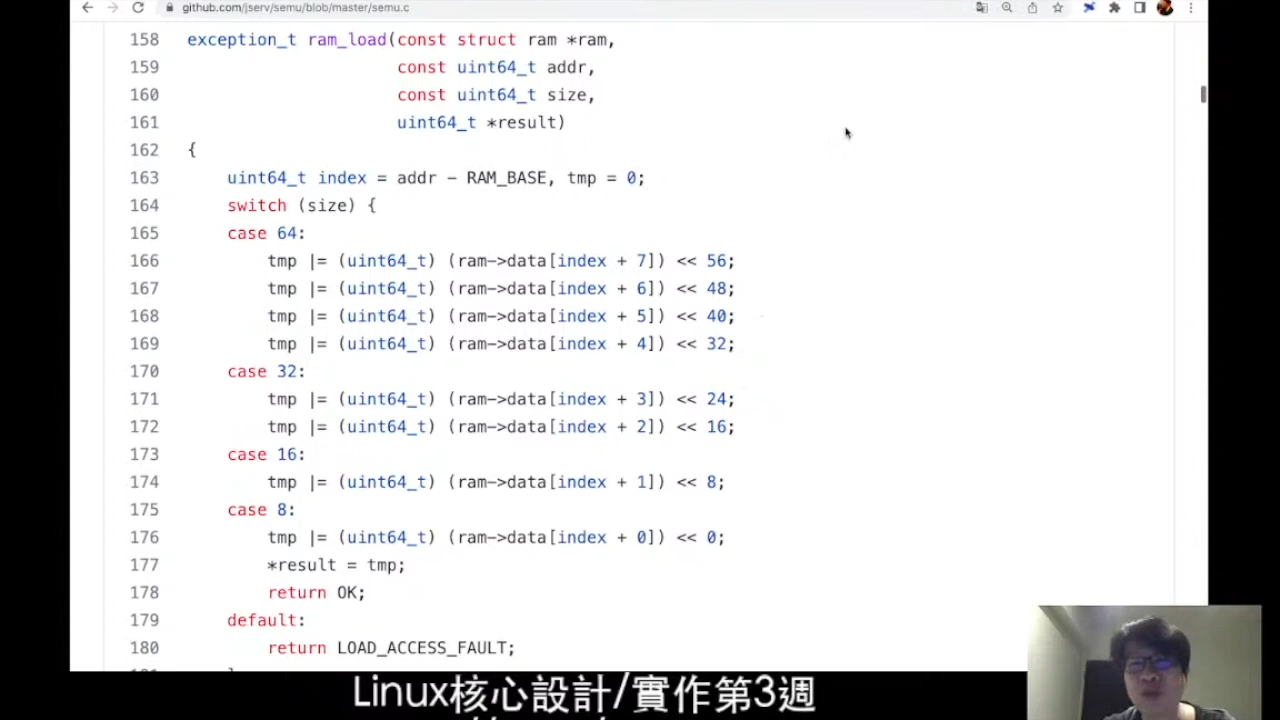 github.com/jserv/semu/blob/master/semu.c
158 exception_t ram_load(const struct ram *ram,
159 const uint64_t addr,
160 const uint64_t size,
161 uint64_t *result)
162 {
163 uint64_t index = addr - RAM_BASE, tmp = 0;
164 switch (size) {
165 case 64:
166 tmp |= (uint64_t) (ram->data[index + 7]) << 56;
167 tmp |= (uint64_t) (ram->data[index + 6]) << 48;
168 tmp |= (uint64_t) (ram->data[index + 5]) << 40;
169 tmp |= (uint64_t) (ram->data[index + 4]) << 32;
170 case 32:
171 tmp |= (uint64_t) (ram->data[index + 3]) << 24;
172 tmp |= (uint64_t) (ram->data[index + 2]) << 16;
173 case 16:
174 tmp |= (uint64_t) (ram->data[index + 1]) << 8;
175 case 8:
176 tmp |= (uint64_t) (ram->data[index + 0]) << 0;
177 *result = tmp;
178 return OK;
179 default:
180 return LOAD_ACCESS_FAULT;
Linux核心設計/實作第3週